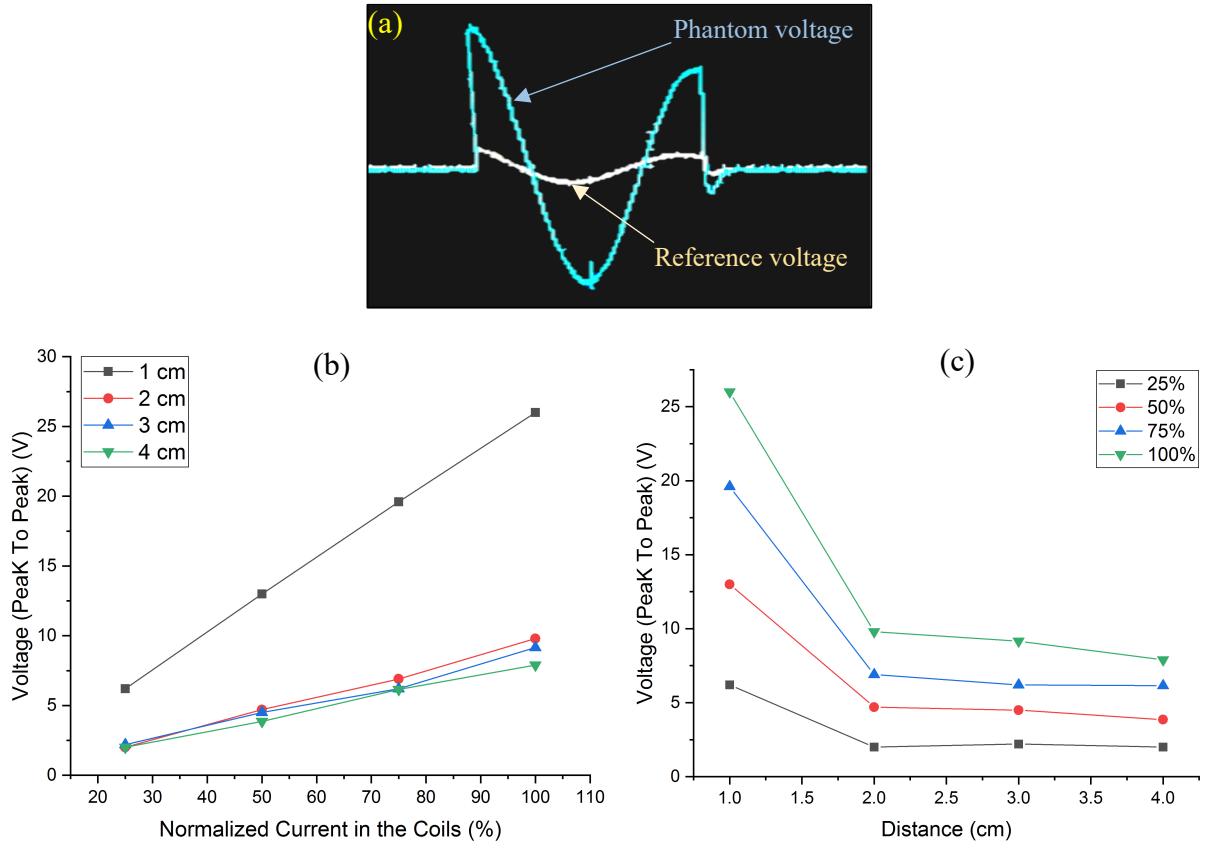 (a)
Phantom voltage
Reference voltage
(b)
1 cm
2 cm
3 cm
4 cm
Voltage (PeaK To Peak) (V)
30
25
20
15
10
5
0
20 30 40 50 60 70 80 90 100 110
Normalized Current in the Coils (%)
(c)
25%
50%
75%
100%
Voltage (PeaK To Peak) (V)
25
20
15
10
5
0
1.0 1.5 2.0 2.5 3.0 3.5 4.0
Distance (cm)